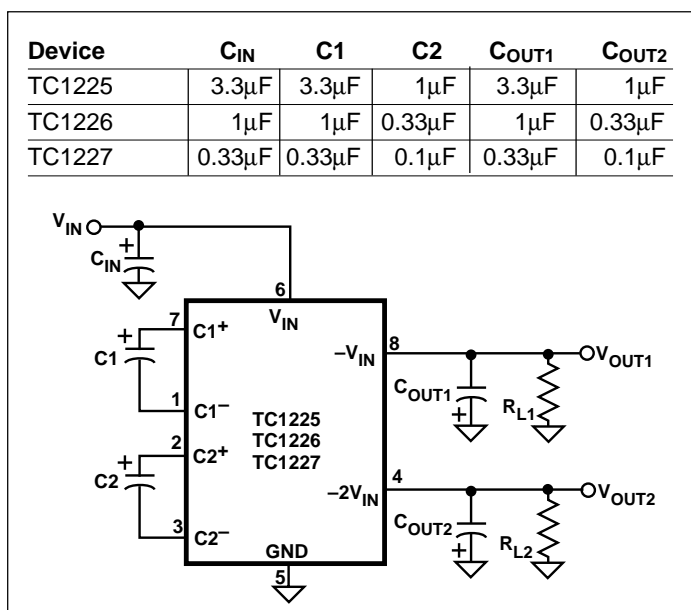 Device C_IN C1 C2 C_OUT1 C_OUT2
TC1225 3.3µF 3.3µF 1µF 3.3µF 1µF
TC1226 1µF 1µF 0.33µF 1µF 0.33µF
TC1227 0.33µF 0.33µF 0.1µF 0.33µF 0.1µF
V_IN
+
C_IN
6
V_IN
7 C1+
+
C1
1 C1–
2 C2+
+
C2
3 C2–
TC1225
TC1226
TC1227
–V_IN 8
V_OUT1
C_OUT1
+
R_L1
–2V_IN 4
V_OUT2
C_OUT2
+
R_L2
GND
5